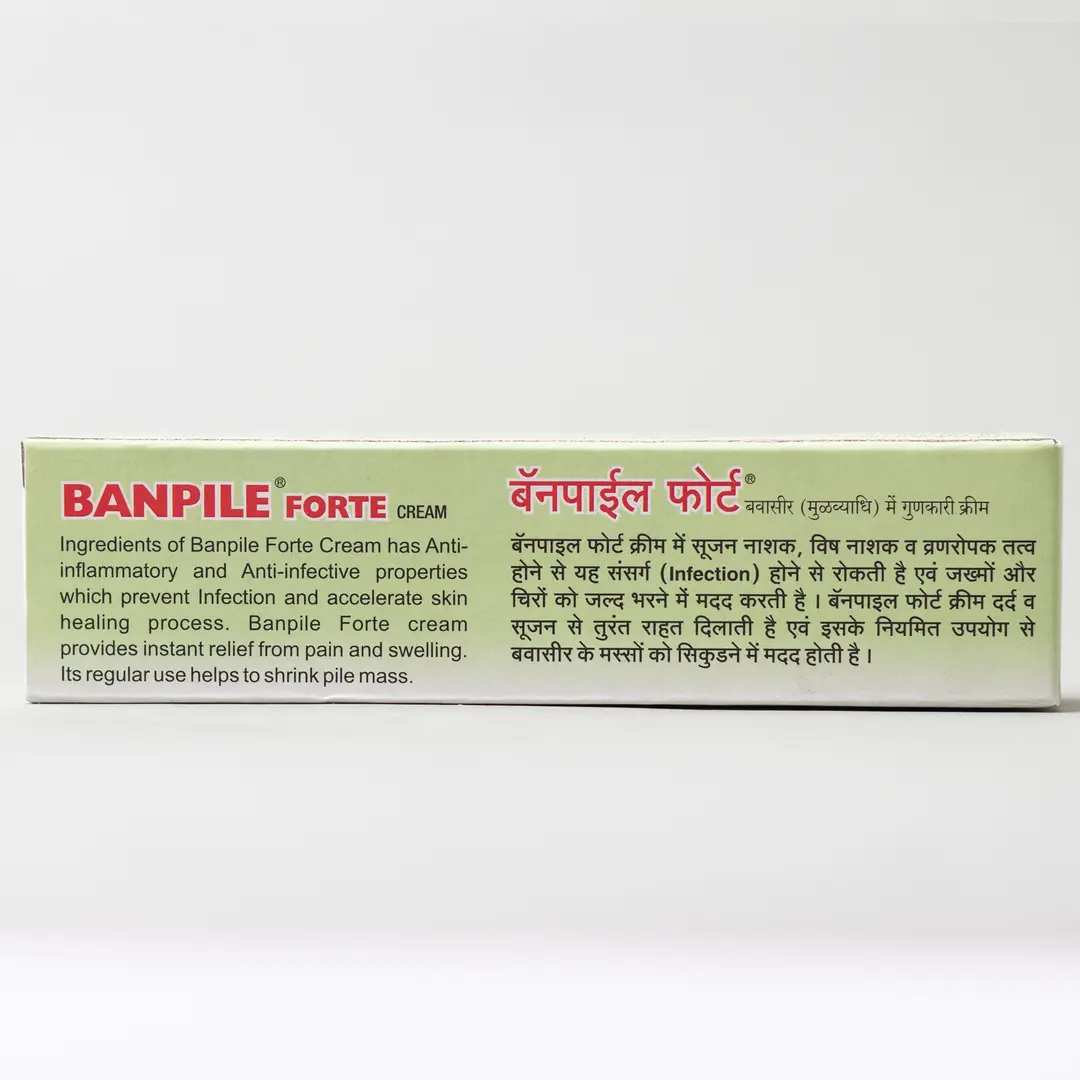 BANPILE® FORTE CREAM
Ingredients of Banpile Forte Cream has Anti-
inflammatory and Anti-infective properties
which prevent Infection and accelerate skin
healing process. Banpile Forte cream
provides instant relief from pain and swelling.
Its regular use helps to shrink pile mass.
बॅनपाईल फोर्ट® बवासीर (मुळव्याधि) में गुणकारी क्रीम
बॅनपाइल फोर्ट क्रीम में सूजन नाशक, विष नाशक व व्रणरोपक तत्व
होने से यह संसर्ग (Infection) होने से रोकती है एवं जख्मों और
चिरों को जल्द भरने में मदद करती है । बॅनपाइल फोर्ट क्रीम दर्द व
सूजन से तुरंत राहत दिलाती है एवं इसके नियमित उपयोग से
बवासीर के मस्सों को सिकुडने में मदद होती है ।